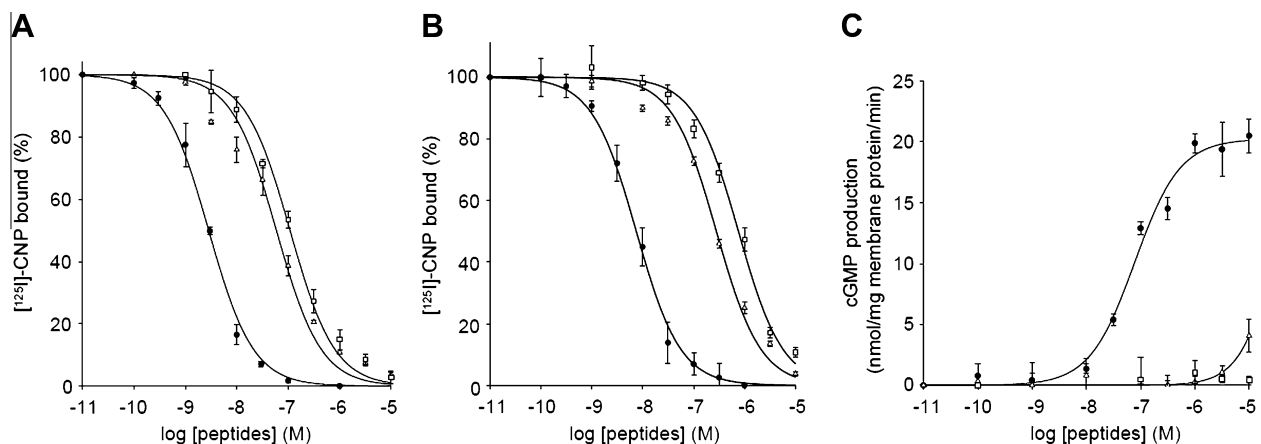 A
[¹²⁵I]-CNP bound (%)
100
80
60
40
20
0
-11 -10 -9 -8 -7 -6 -5
log [peptides] (M)
B
[¹²⁵I]-CNP bound (%)
100
80
60
40
20
0
-11 -10 -9 -8 -7 -6 -5
log [peptides] (M)
C
cGMP production
(nmol/mg membrane protein/min)
25
20
15
10
5
0
-11 -10 -9 -8 -7 -6 -5
log [peptides] (M)